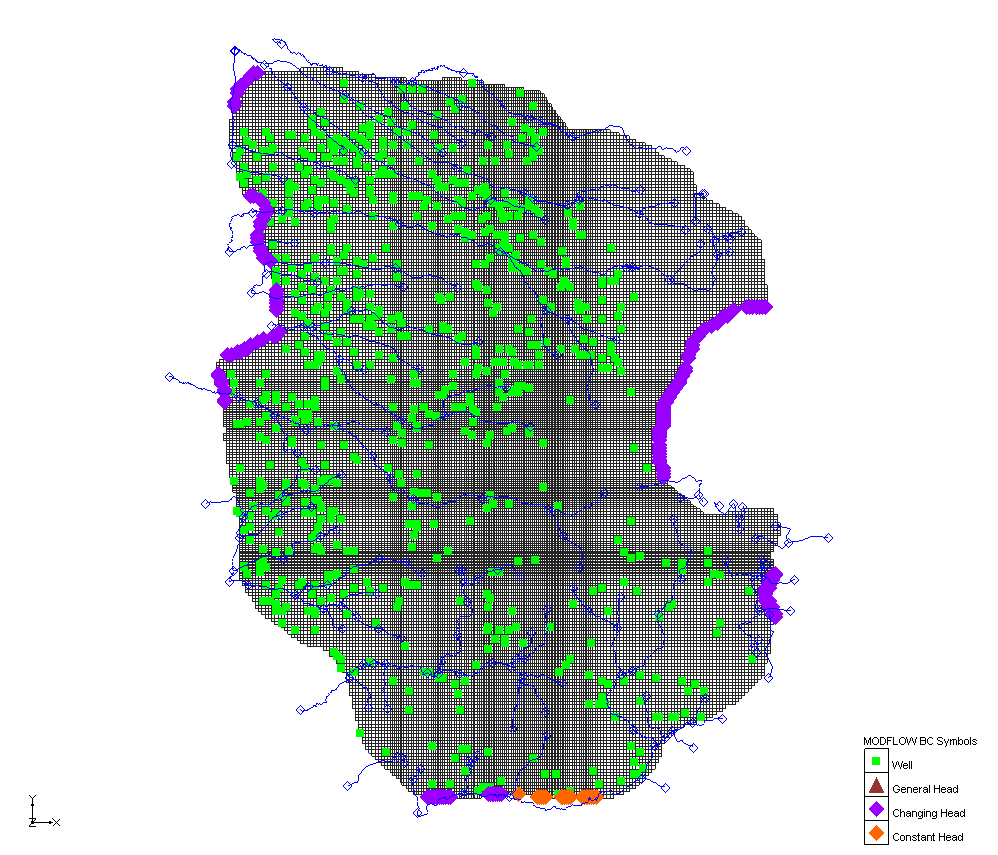 MODFLOW BC Symbols
Well
General Head
Changing Head
Constant Head
Y
Z X